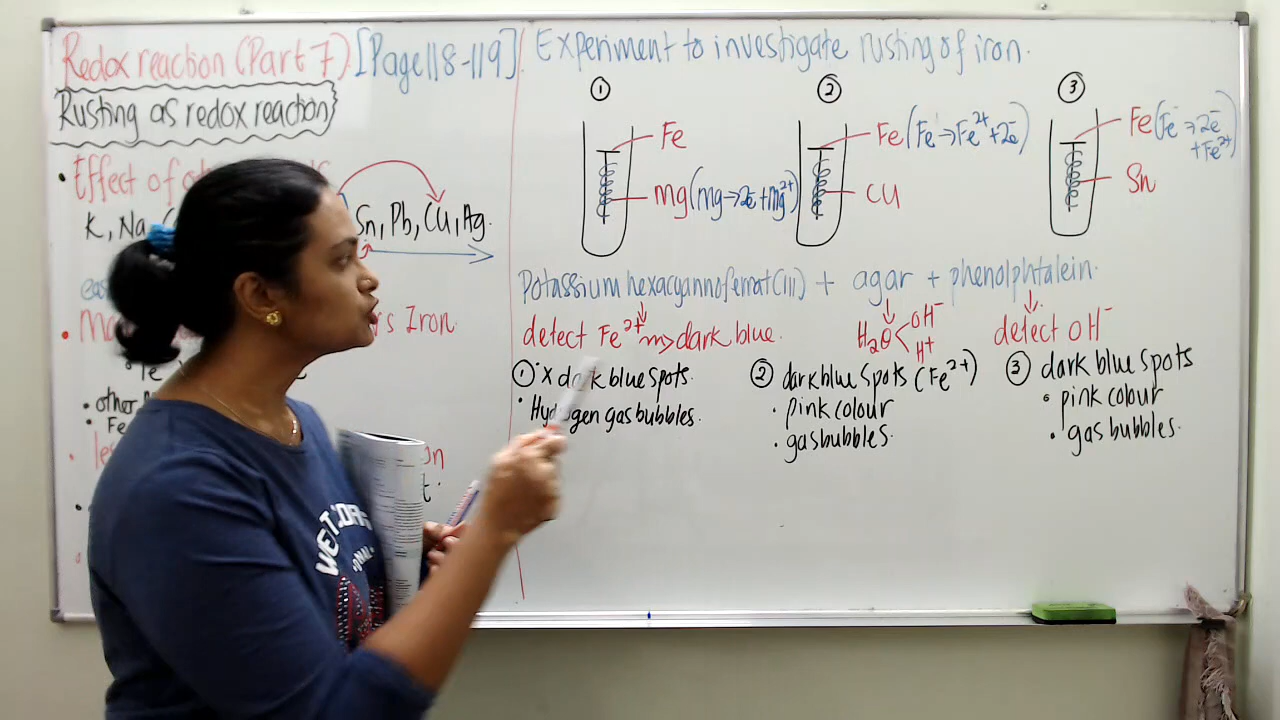 Redox reaction (Part 7) [Page 118-119]
Rusting as redox reaction
• Effect of
K, Na, Sn, Pb, Cu, Ag.
Iron
Fe
• other
• Fe
Experiment to investigate rusting of iron.
① ② ③
Fe
Mg (Mg → 2e⁻ + Mg²⁺)
Fe (Fe → Fe²⁺ + 2e⁻)
Cu
Fe (Fe → 2e⁻ + Fe²⁺)
Sn
Potassium hexacyannoferrat(III) + agar + phenolphtalein.
detect Fe²⁺ → dark blue.
H₂O < OH⁻ H⁺
detect OH⁻
① • X dark blue spots.
• Hydrogen gas bubbles.
② dark blue spots (Fe²⁺)
• pink colour
• gas bubbles.
③ dark blue spots
• pink colour
• gas bubbles.
WET